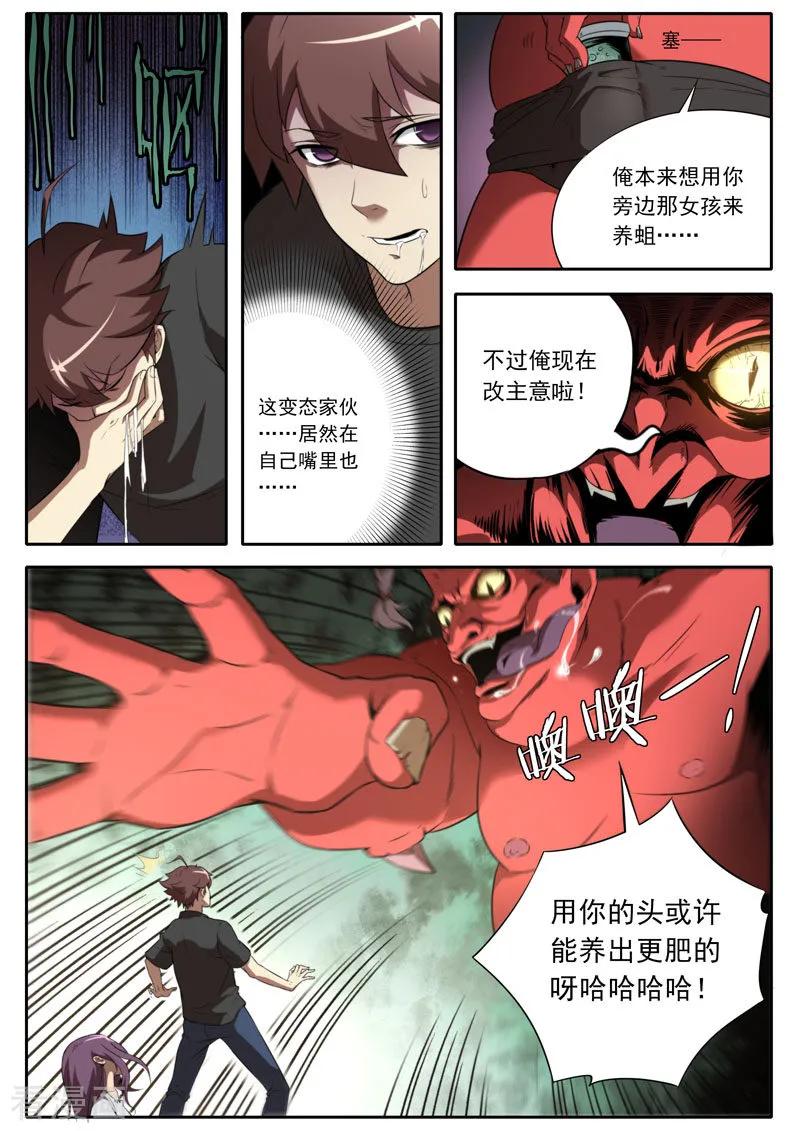 呕
这变态家伙
……居然在
自己嘴里也
……
塞——
俺本来想用你
旁边那女孩来
养蛆……
不过俺现在
改主意啦！
噢噢——！
用你的头或许
能养出更肥的
呀哈哈哈哈！
看漫画